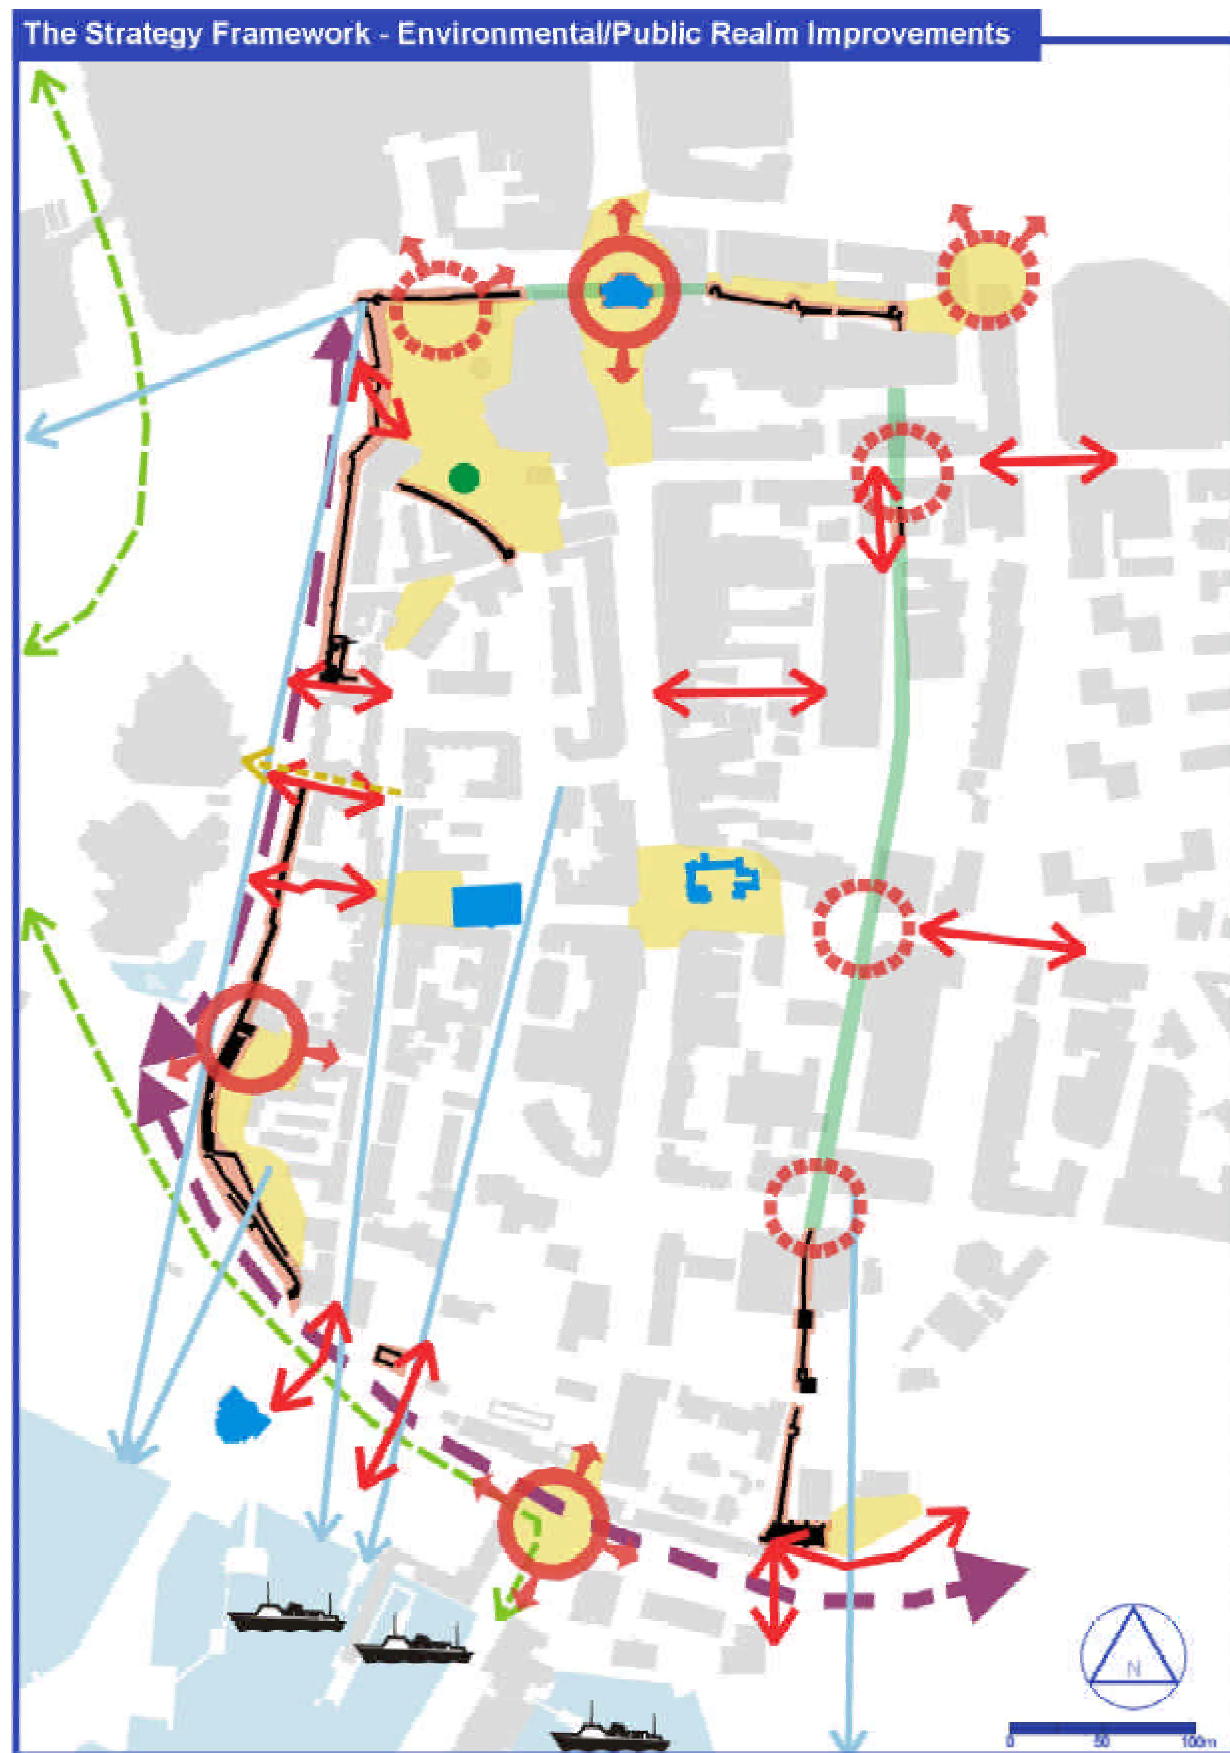 The Strategy Framework - Environmental/Public Realm Improvements
N
0 50 100m